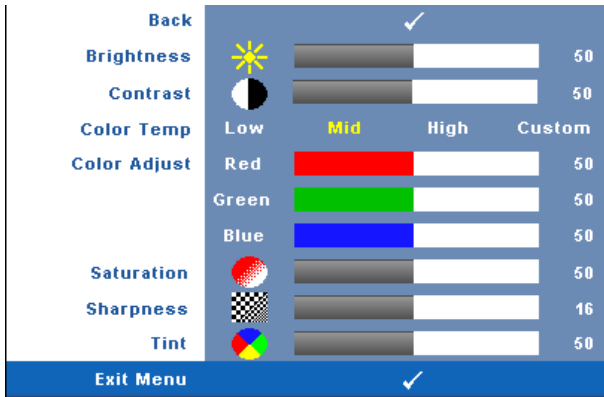 Back
Brightness 50
Contrast 50
Color Temp Low Mid High Custom
Color Adjust Red 50
Green 50
Blue 50
Saturation 50
Sharpness 16
Tint 50
Exit Menu